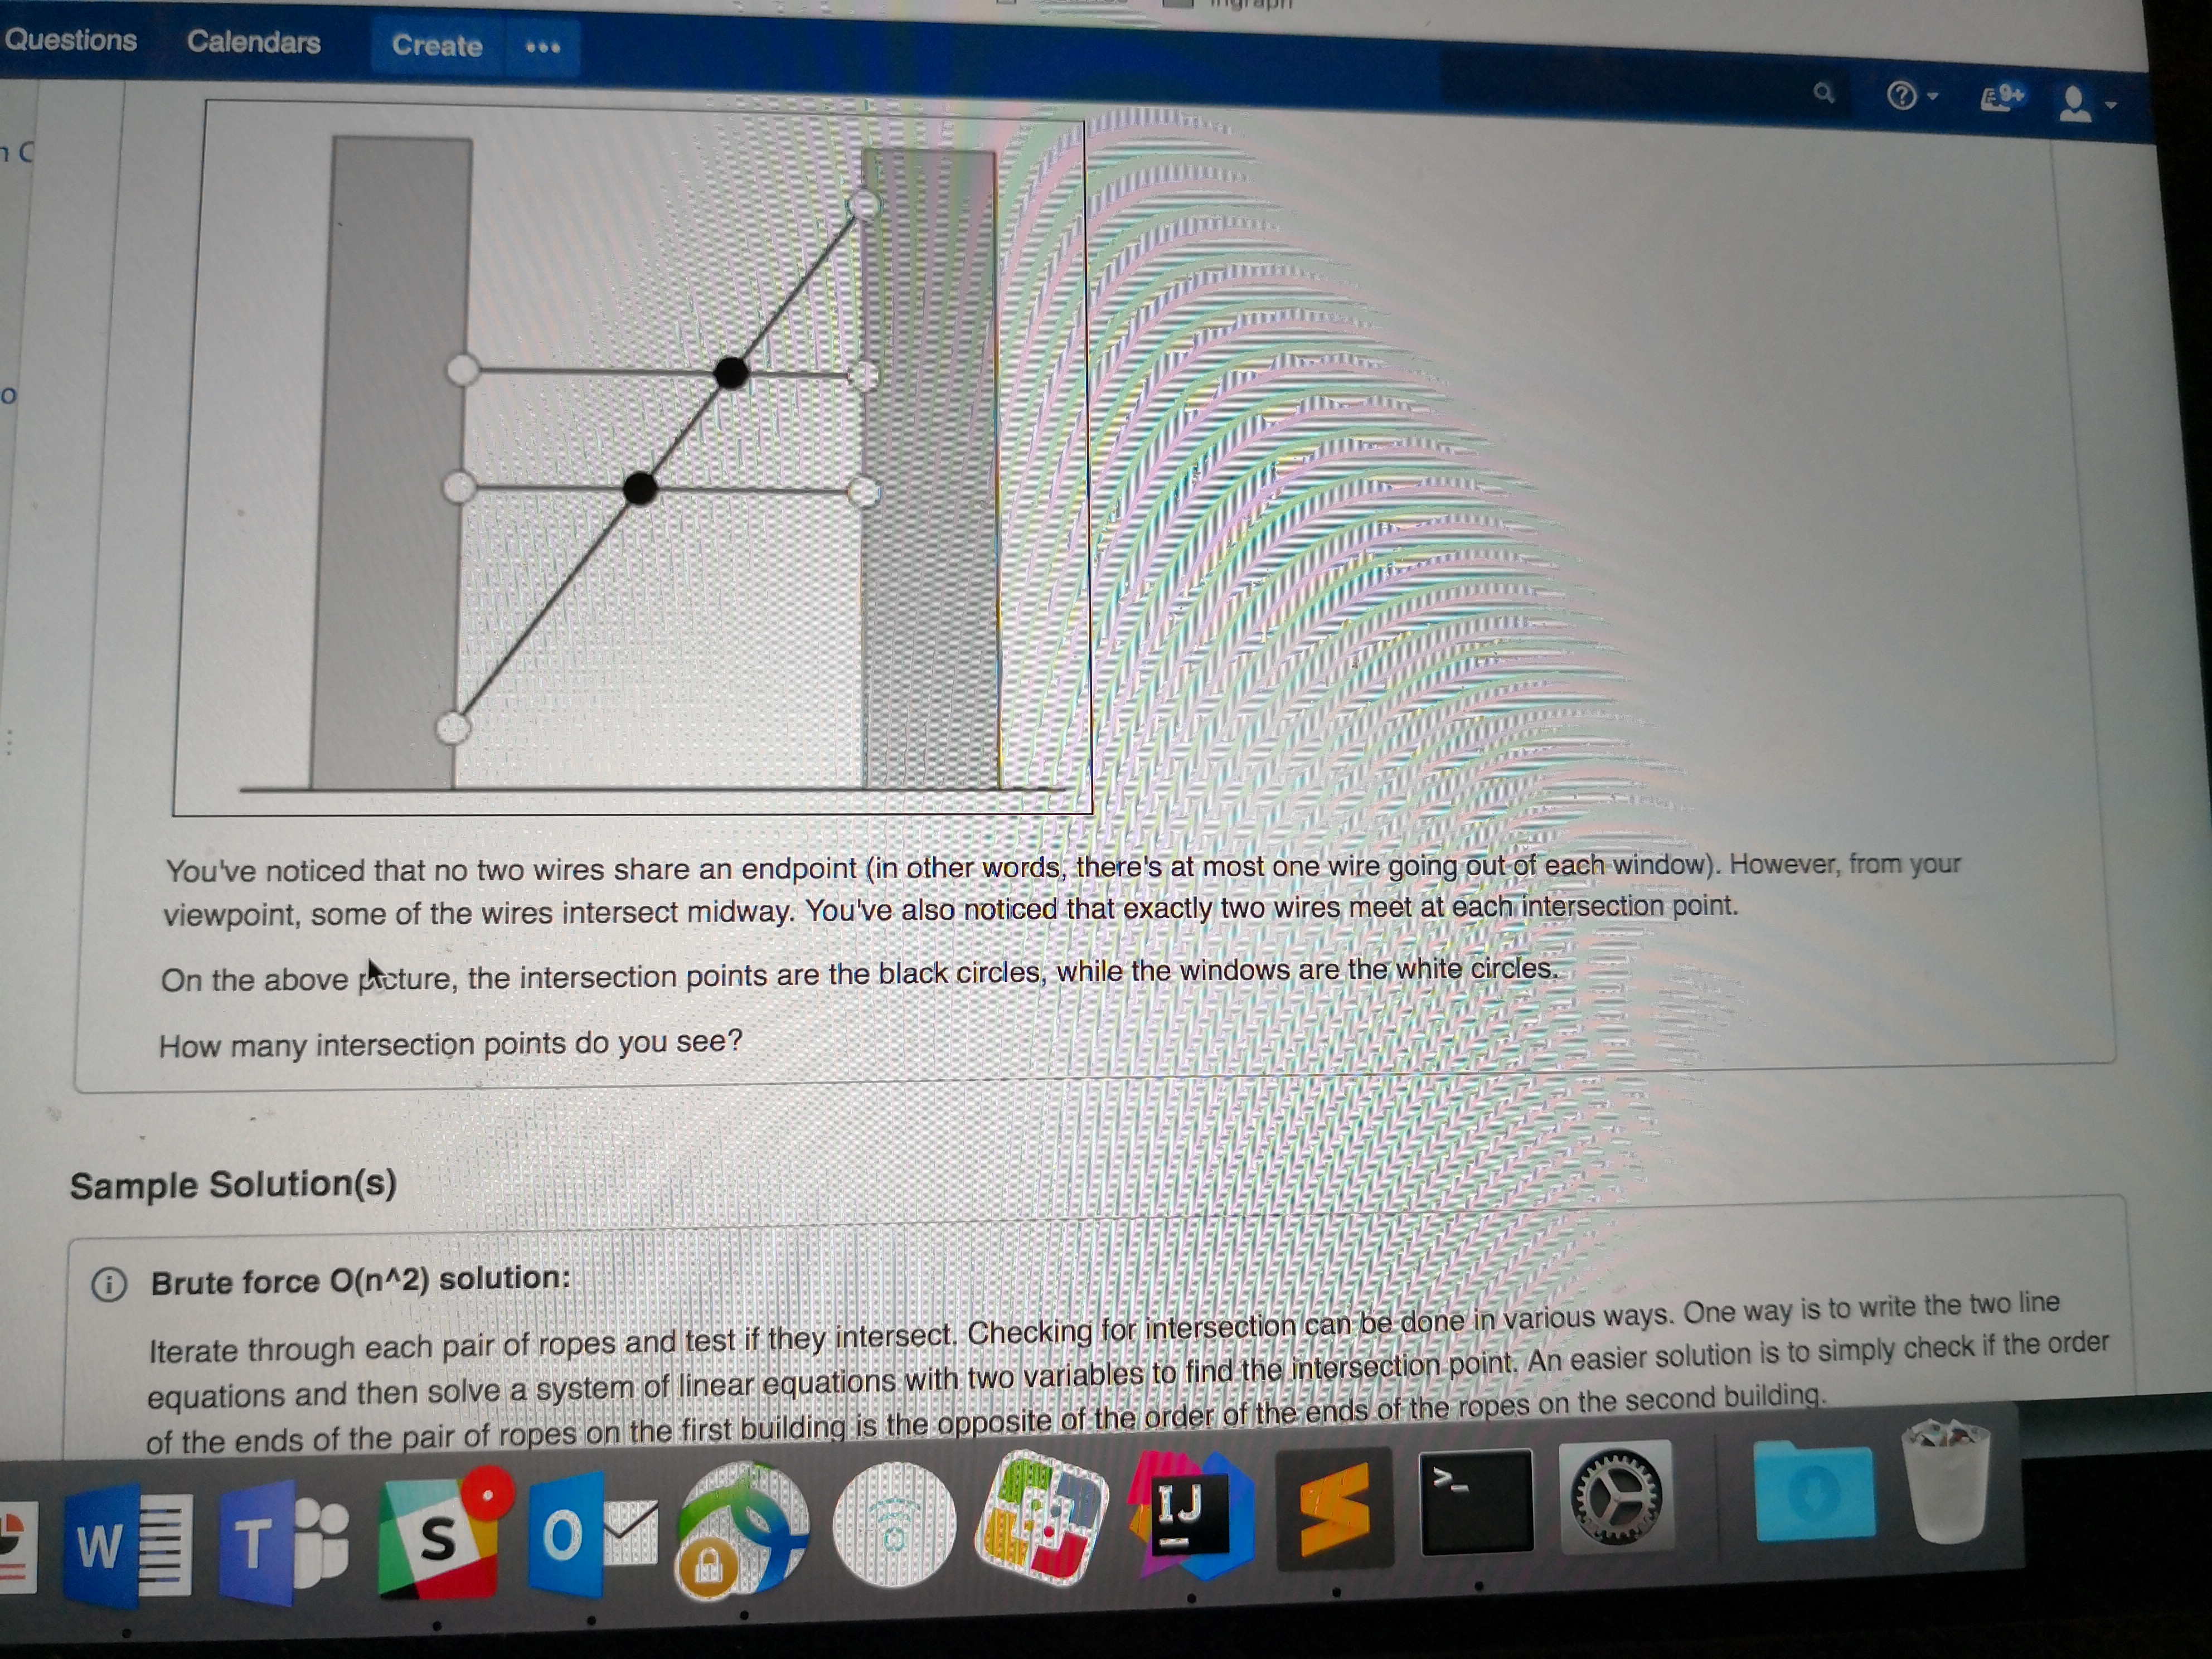 Questions Calendars Create •••
9+
You've noticed that no two wires share an endpoint (in other words, there's at most one wire going out of each window). However, from your
viewpoint, some of the wires intersect midway. You've also noticed that exactly two wires meet at each intersection point.
On the above picture, the intersection points are the black circles, while the windows are the white circles.
How many intersection points do you see?
Sample Solution(s)
Brute force O(n^2) solution:
Iterate through each pair of ropes and test if they intersect. Checking for intersection can be done in various ways. One way is to write the two line
equations and then solve a system of linear equations with two variables to find the intersection point. An easier solution is to simply check if the order
of the ends of the pair of ropes on the first building is the opposite of the order of the ends of the ropes on the second building.
W T S O IJ >_